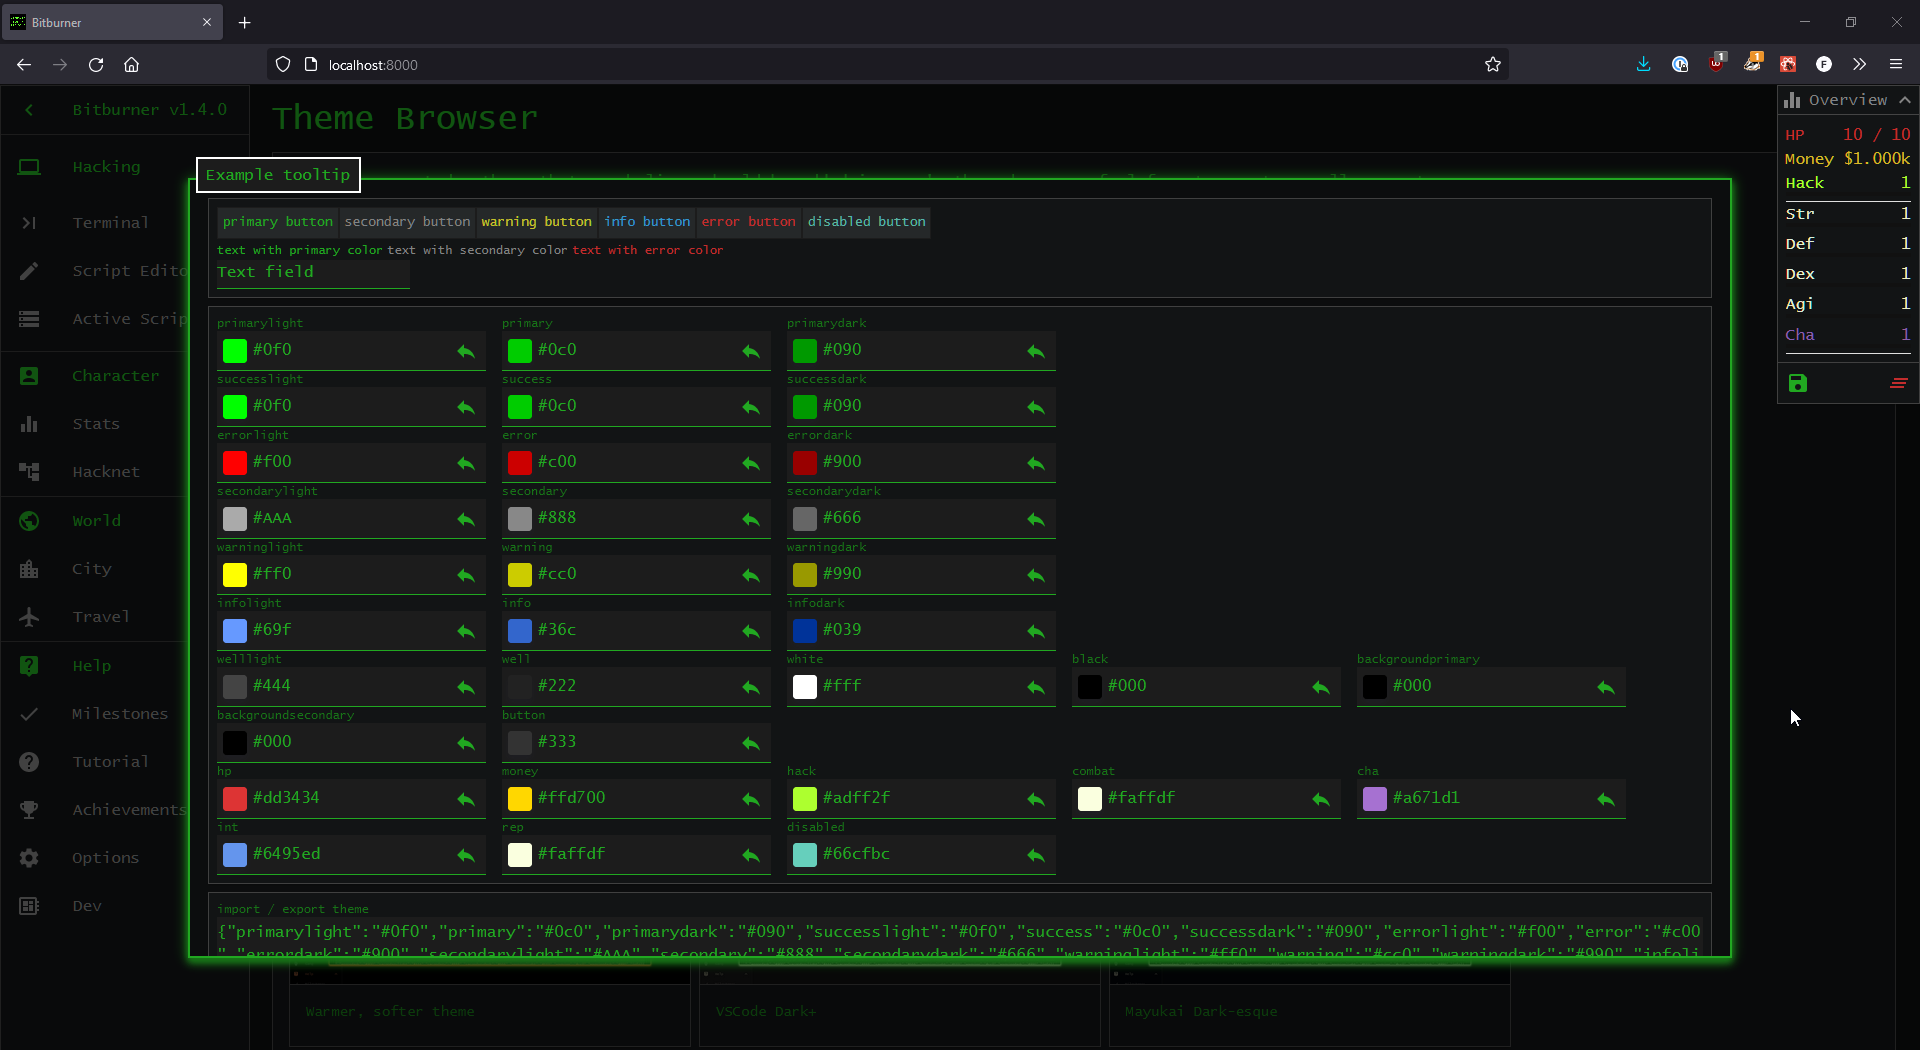 Bitburner
localhost:8000
1
1
F
Bitburner v1.4.0
Hacking
Terminal
Script Edito
Active Scrip
Character
Stats
Hacknet
World
City
Travel
Help
Milestones
Tutorial
Achievements
Options
Dev
Theme Browser
Example tooltip
primary button secondary button warning button info button error button disabled button
text with primary color text with secondary color text with error color
Text field
primarylight primary primarydark
#0f0 #0c0 #090
successlight success successdark
#0f0 #0c0 #090
errorlight error errordark
#f00 #c00 #900
secondarylight secondary secondarydark
#AAA #888 #666
warninglight warning warningdark
#ff0 #cc0 #990
infolight info infodark
#69f #36c #039
welllight well white black backgroundprimary
#444 #222 #fff #000 #000
backgroundsecondary button
#000 #333
hp money hack combat cha
#dd3434 #ffd700 #adff2f #faffdf #a671d1
int rep disabled
#6495ed #faffdf #66cfbc
import / export theme
{"primarylight":"#0f0","primary":"#0c0","primarydark":"#090","successlight":"#0f0","success":"#0c0","successdark":"#090","errorlight":"#f00","error":"#c00
","errordark":"#900","secondarylight":"#AAA","secondary":"#888","secondarydark":"#666","warninglight":"#ff0","warning":"#cc0","warningdark":"#990","infoli
Warmer, softer theme
VSCode Dark+
Mayukai Dark-esque
Overview
HP 10 / 10
Money $1.000k
Hack 1
Str 1
Def 1
Dex 1
Agi 1
Cha 1